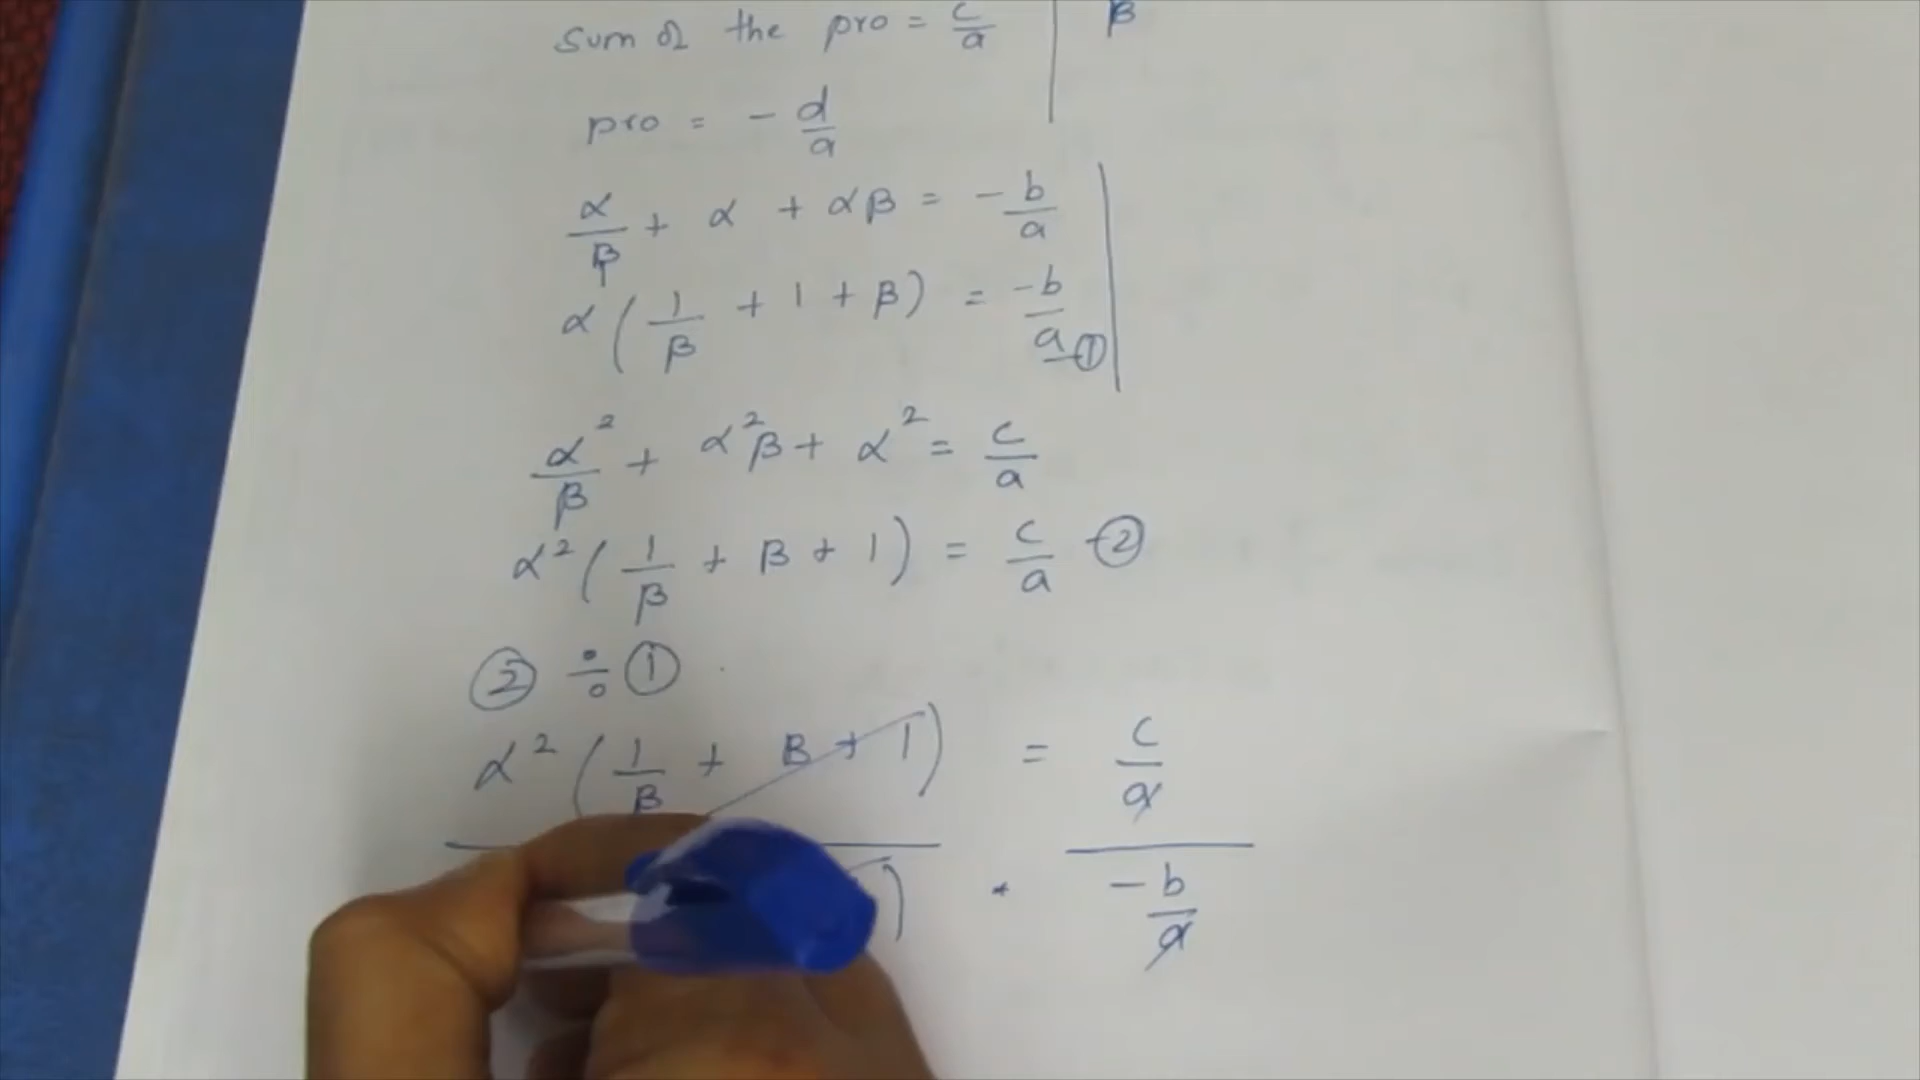 Sum of the pro = c/a | β
pro = - d/a
α/β + α + αβ = - b/a
α(1/β + 1 + β) = -b/a —①
α²/β + α²β + α² = c/a
α²(1/β + β + 1) = c/a -②
② ÷ ①
α²(1/β + β + 1) = c/a
) -b/a